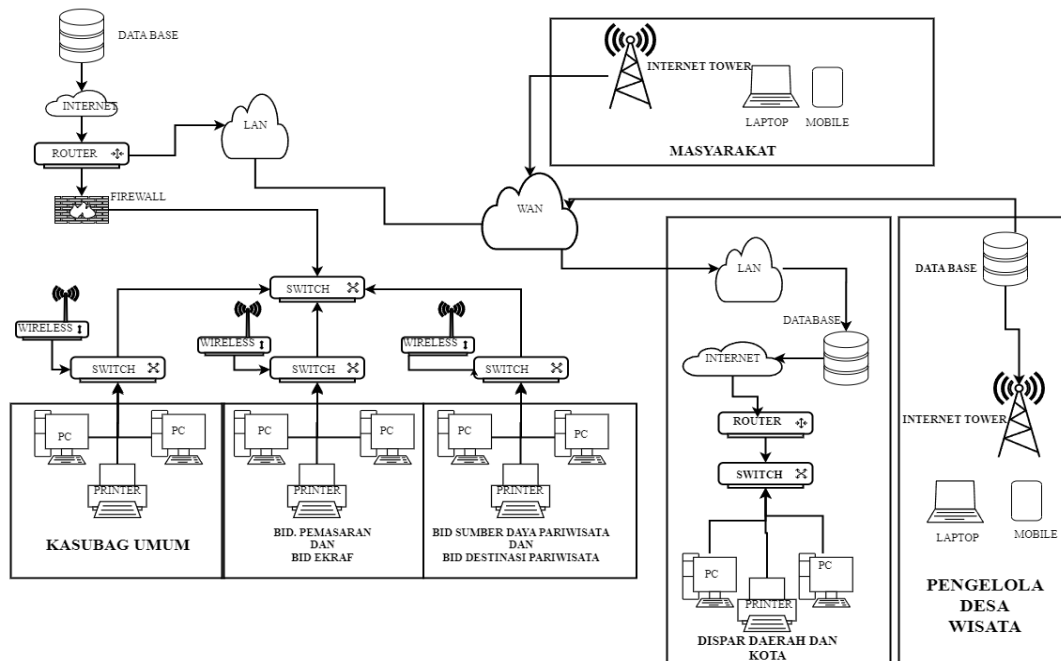 DATA BASE
INTERNET
ROUTER
LAN
FIREWALL
INTERNET TOWER
LAPTOP
MOBILE
MASYARAKAT
WAN
SWITCH
WIRELESS
SWITCH
WIRELESS
SWITCH
WIRELESS
SWITCH
PC
PC
PRINTER
KASUBAG UMUM
PC
PC
PRINTER
BID. PEMASARAN
DAN
BID EKRAF
PC
PC
PRINTER
BID SUMBER DAYA PARIWISATA
DAN
BID DESTINASI PARIWISATA
LAN
DATABASE
INTERNET
ROUTER
SWITCH
PC
PC
PRINTER
DISPAR DAERAH DAN
KOTA
DATA BASE
INTERNET TOWER
LAPTOP
MOBILE
PENGELOLA
DESA
WISATA